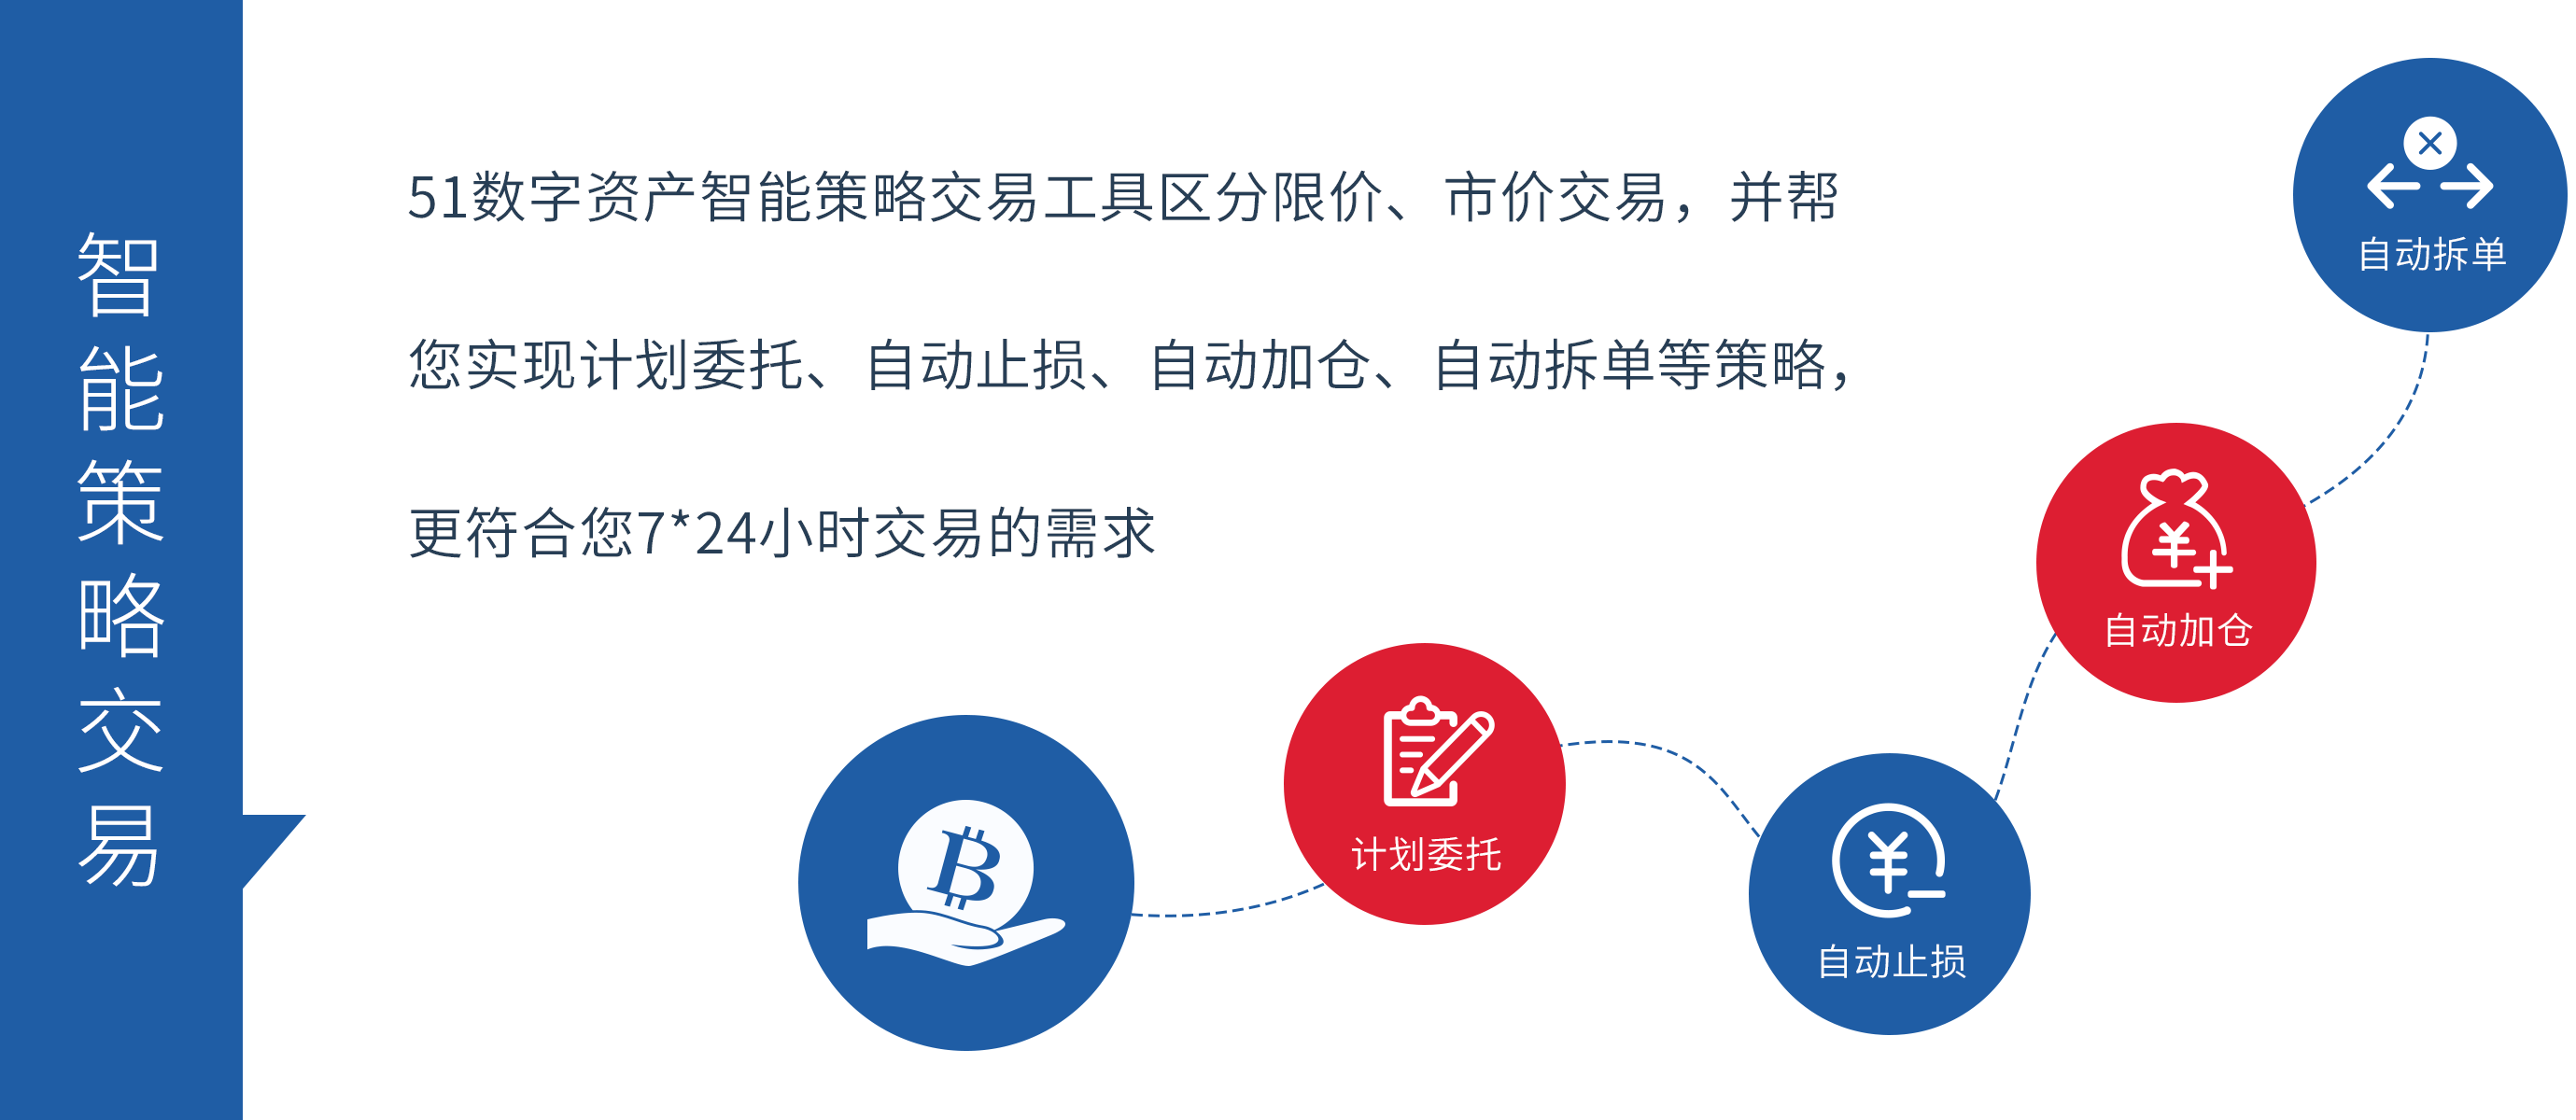 智能策略交易
51数字资产智能策略交易工具区分限价、市价交易，并帮
您实现计划委托、自动止损、自动加仓、自动拆单等策略，
更符合您7*24小时交易的需求
计划委托
自动止损
自动加仓
自动拆单